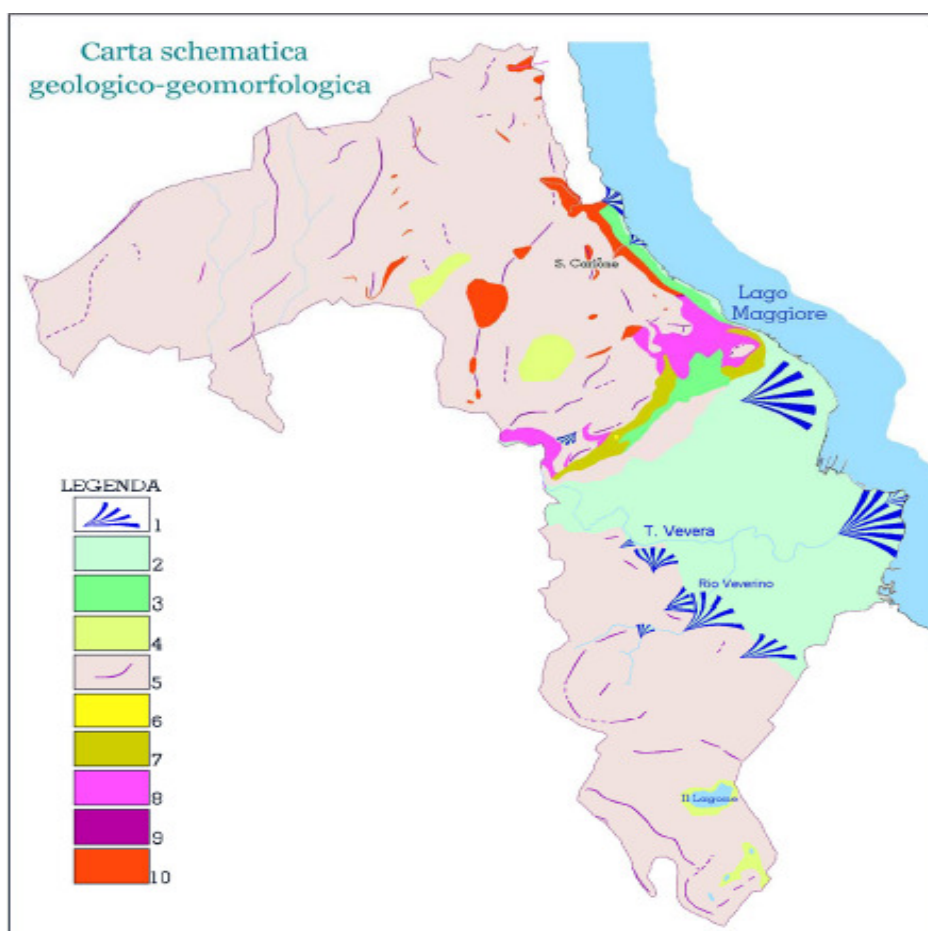 Carta schematica
geologico-geomorfologica
S. Carlone
Lago
Maggiore
LEGENDA
1
2
3
4
5
6
7
8
9
10
T. Vevera
Rio Veverino
Il Lagone